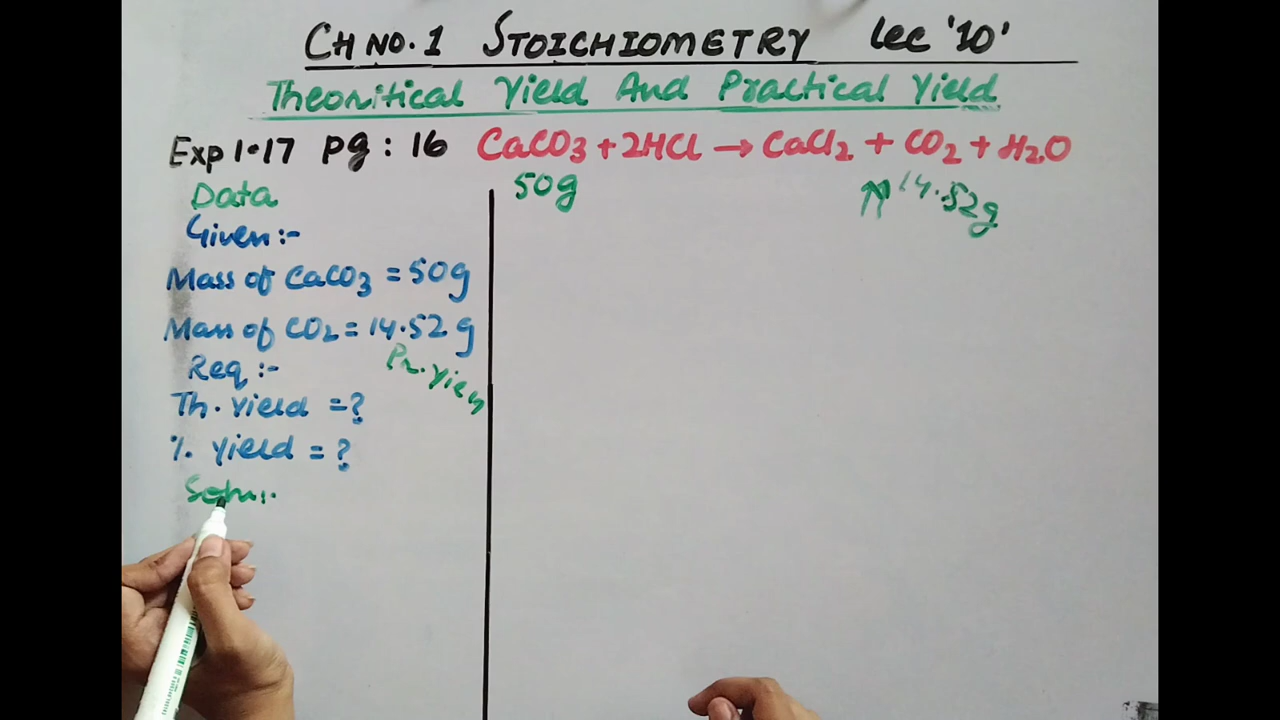 CH NO. 1 STOICHIOMETRY Lec '10'
Theoritical Yield And Practical Yield
Exp 1.17 pg : 16 CaCO3 + 2HCl → CaCl2 + CO2 + H2O
50g ⇈ 14.52g
Data
Given :-
Mass of CaCO3 = 50g
Mass of CO2 = 14.52 g
Pr. yield
Req :-
Th. yield = ?
%. yield = ?